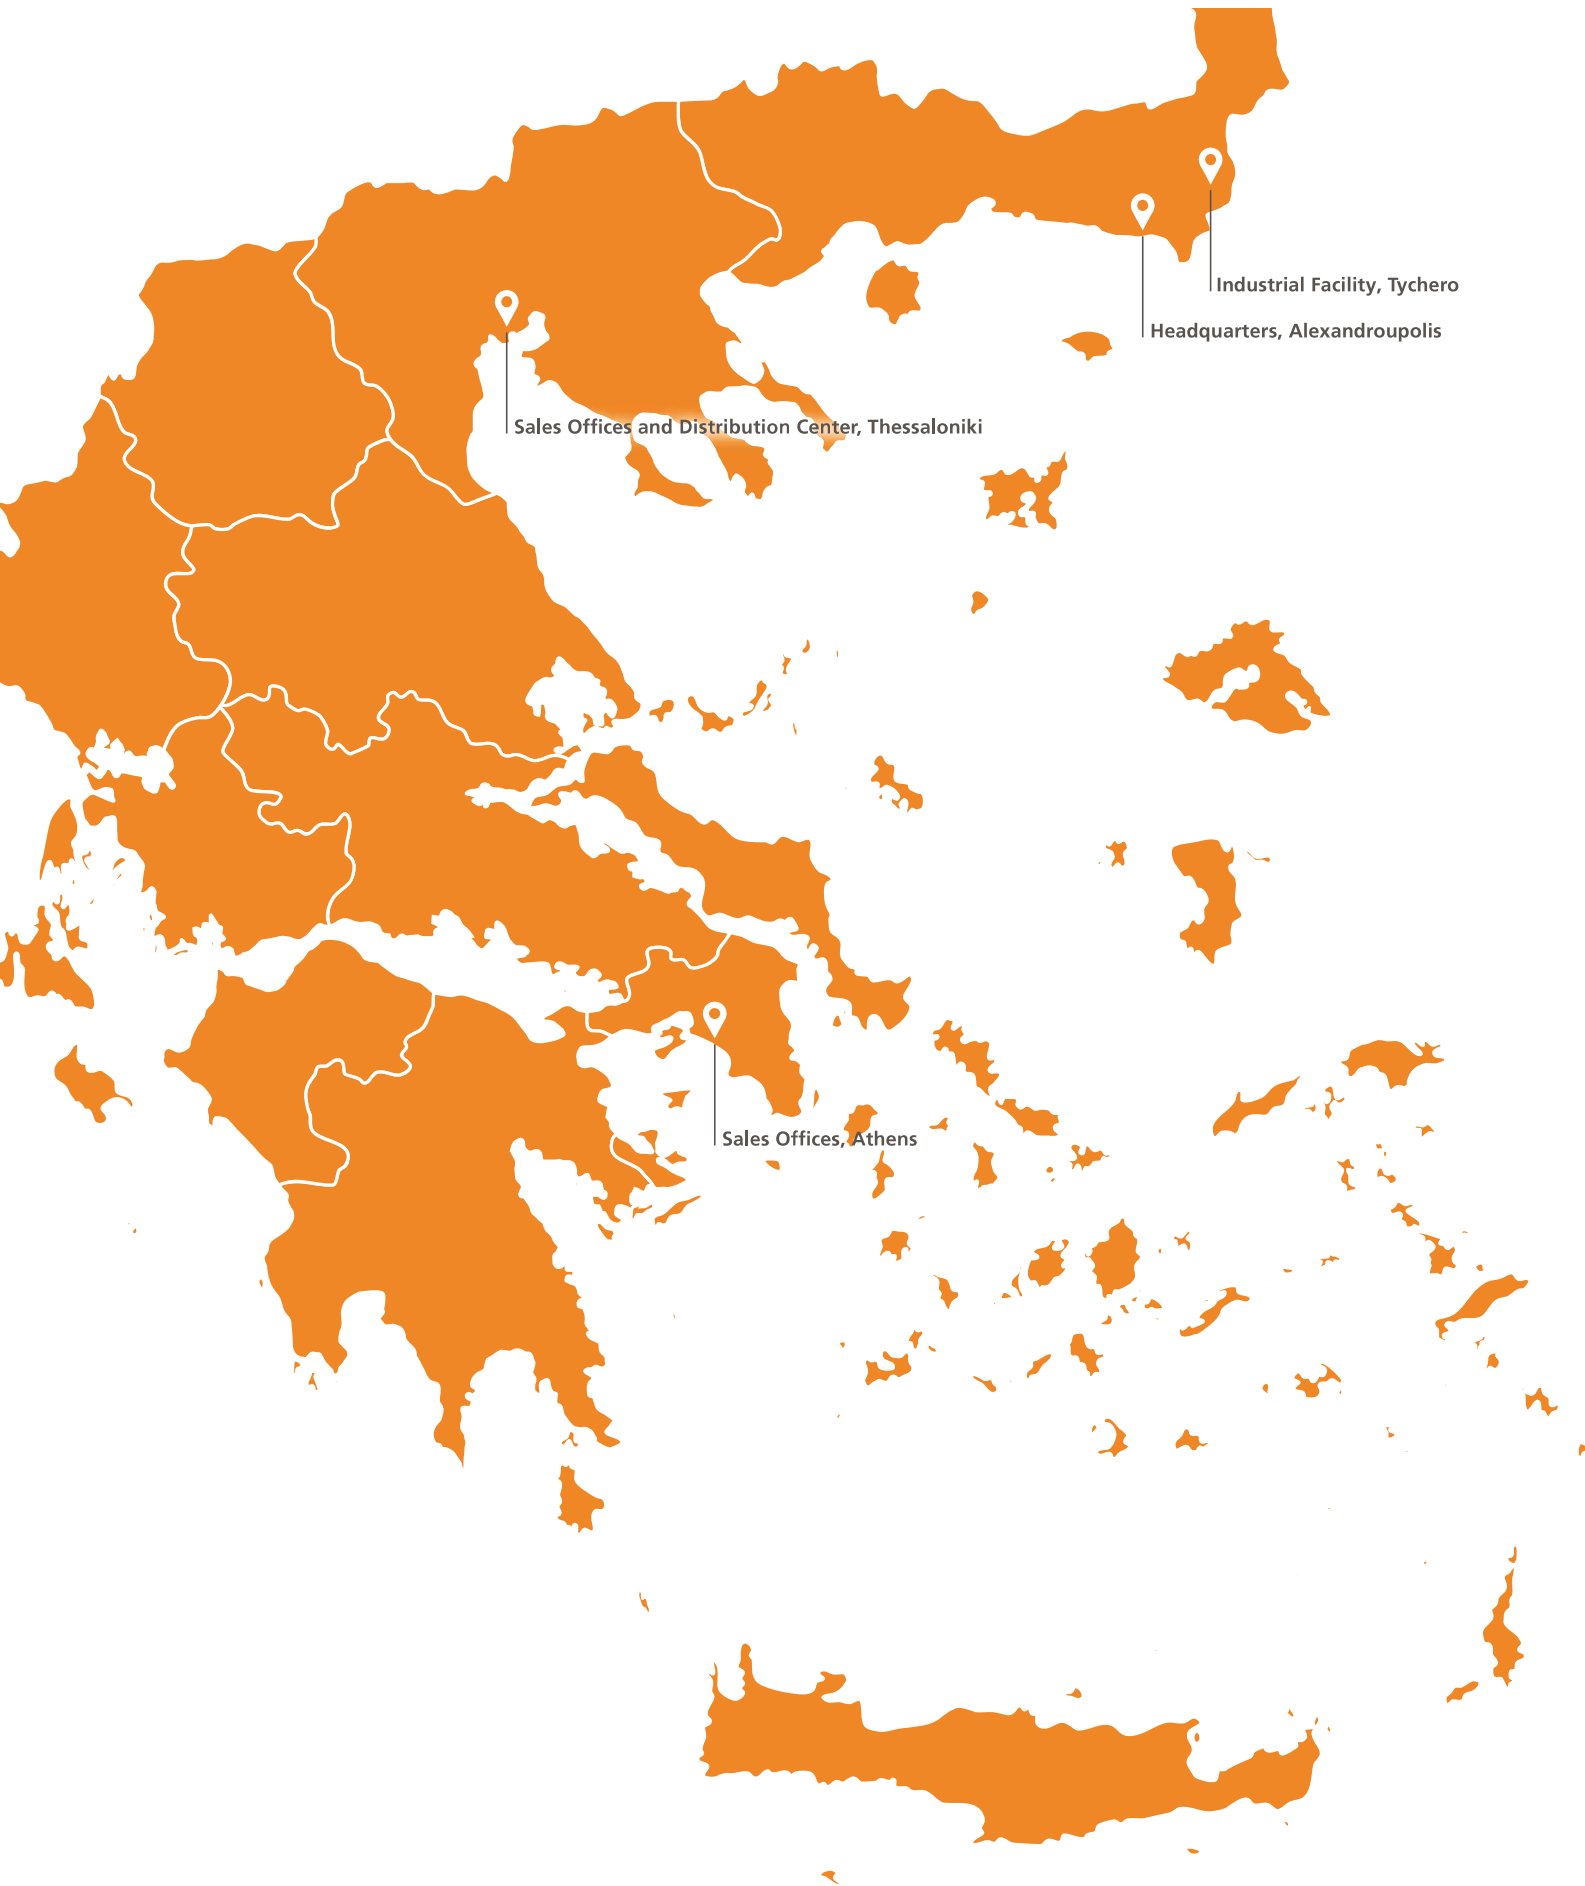 Industrial Facility, Tychero
Headquarters, Alexandroupolis
Sales Offices and Distribution Center, Thessaloniki
Sales Offices, Athens